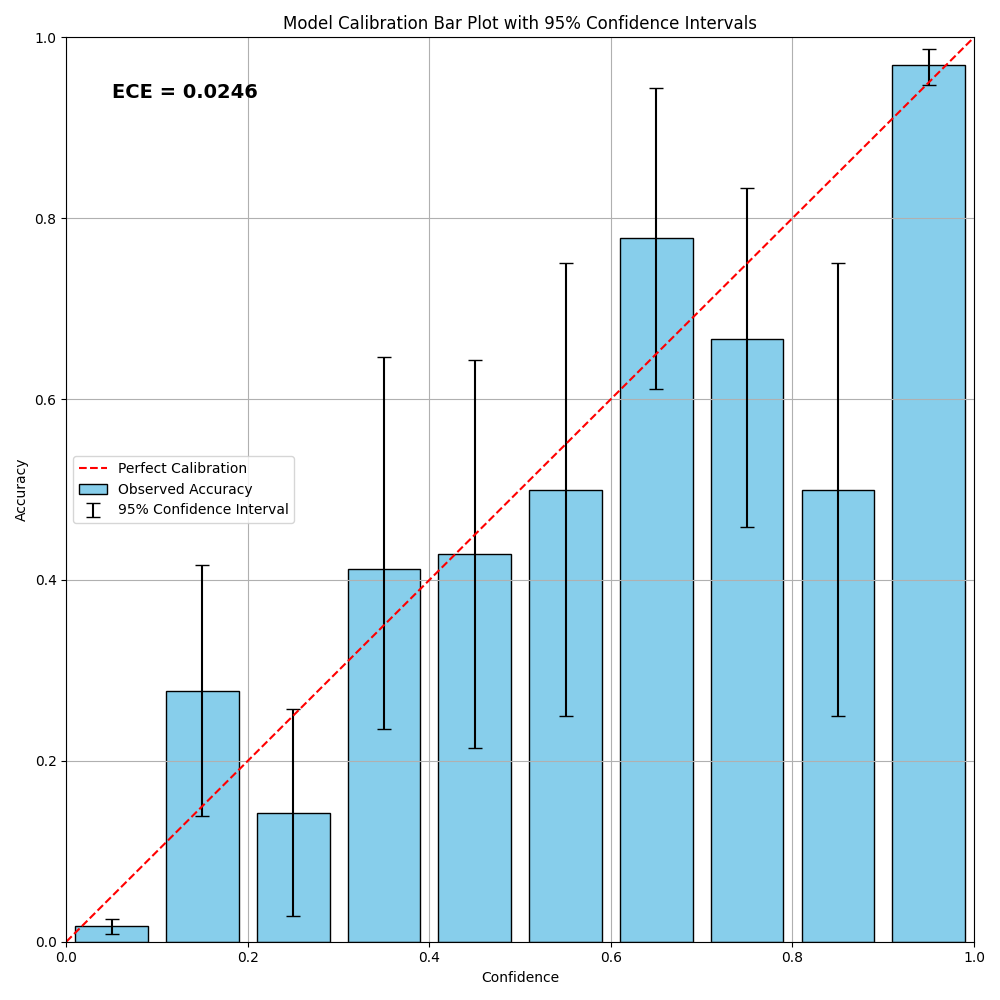 Model Calibration Bar Plot with 95% Confidence Intervals
1.0
ECE = 0.0246
0.8
0.6
Accuracy
Perfect Calibration
Observed Accuracy
95% Confidence Interval
0.4
0.2
0.0
0.0 0.2 0.4 0.6 0.8 1.0
Confidence